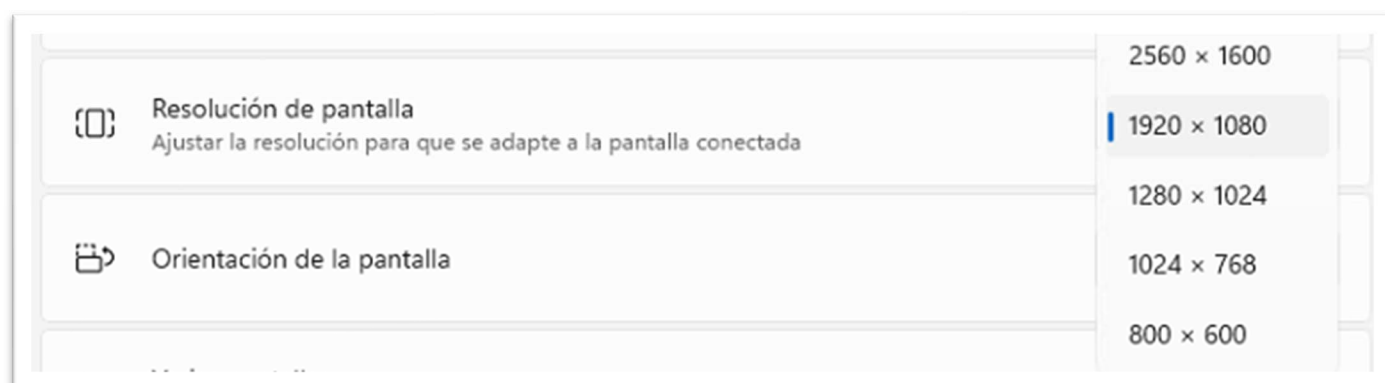 Resolución de pantalla
Ajustar la resolución para que se adapte a la pantalla conectada
Orientación de la pantalla
2560 × 1600
1920 × 1080
1280 × 1024
1024 × 768
800 × 600